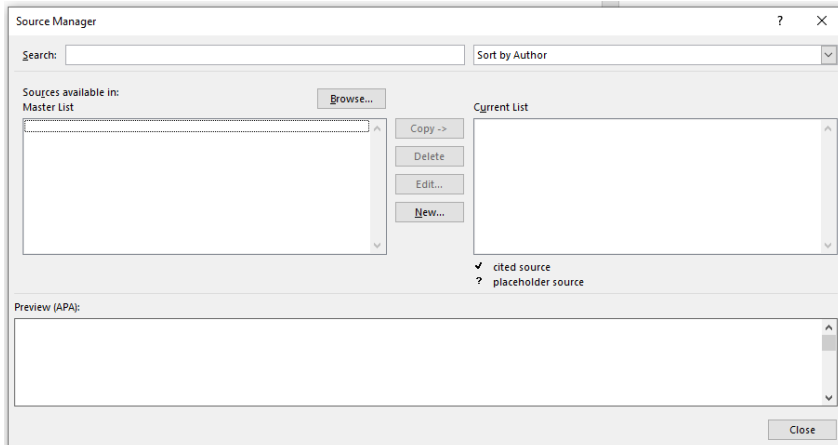 Source Manager
?
Search:
Sort by Author
Sources available in:
Master List
Browse...
Current List
Copy ->
Delete
Edit...
New...
cited source
? placeholder source
Preview (APA):
Close